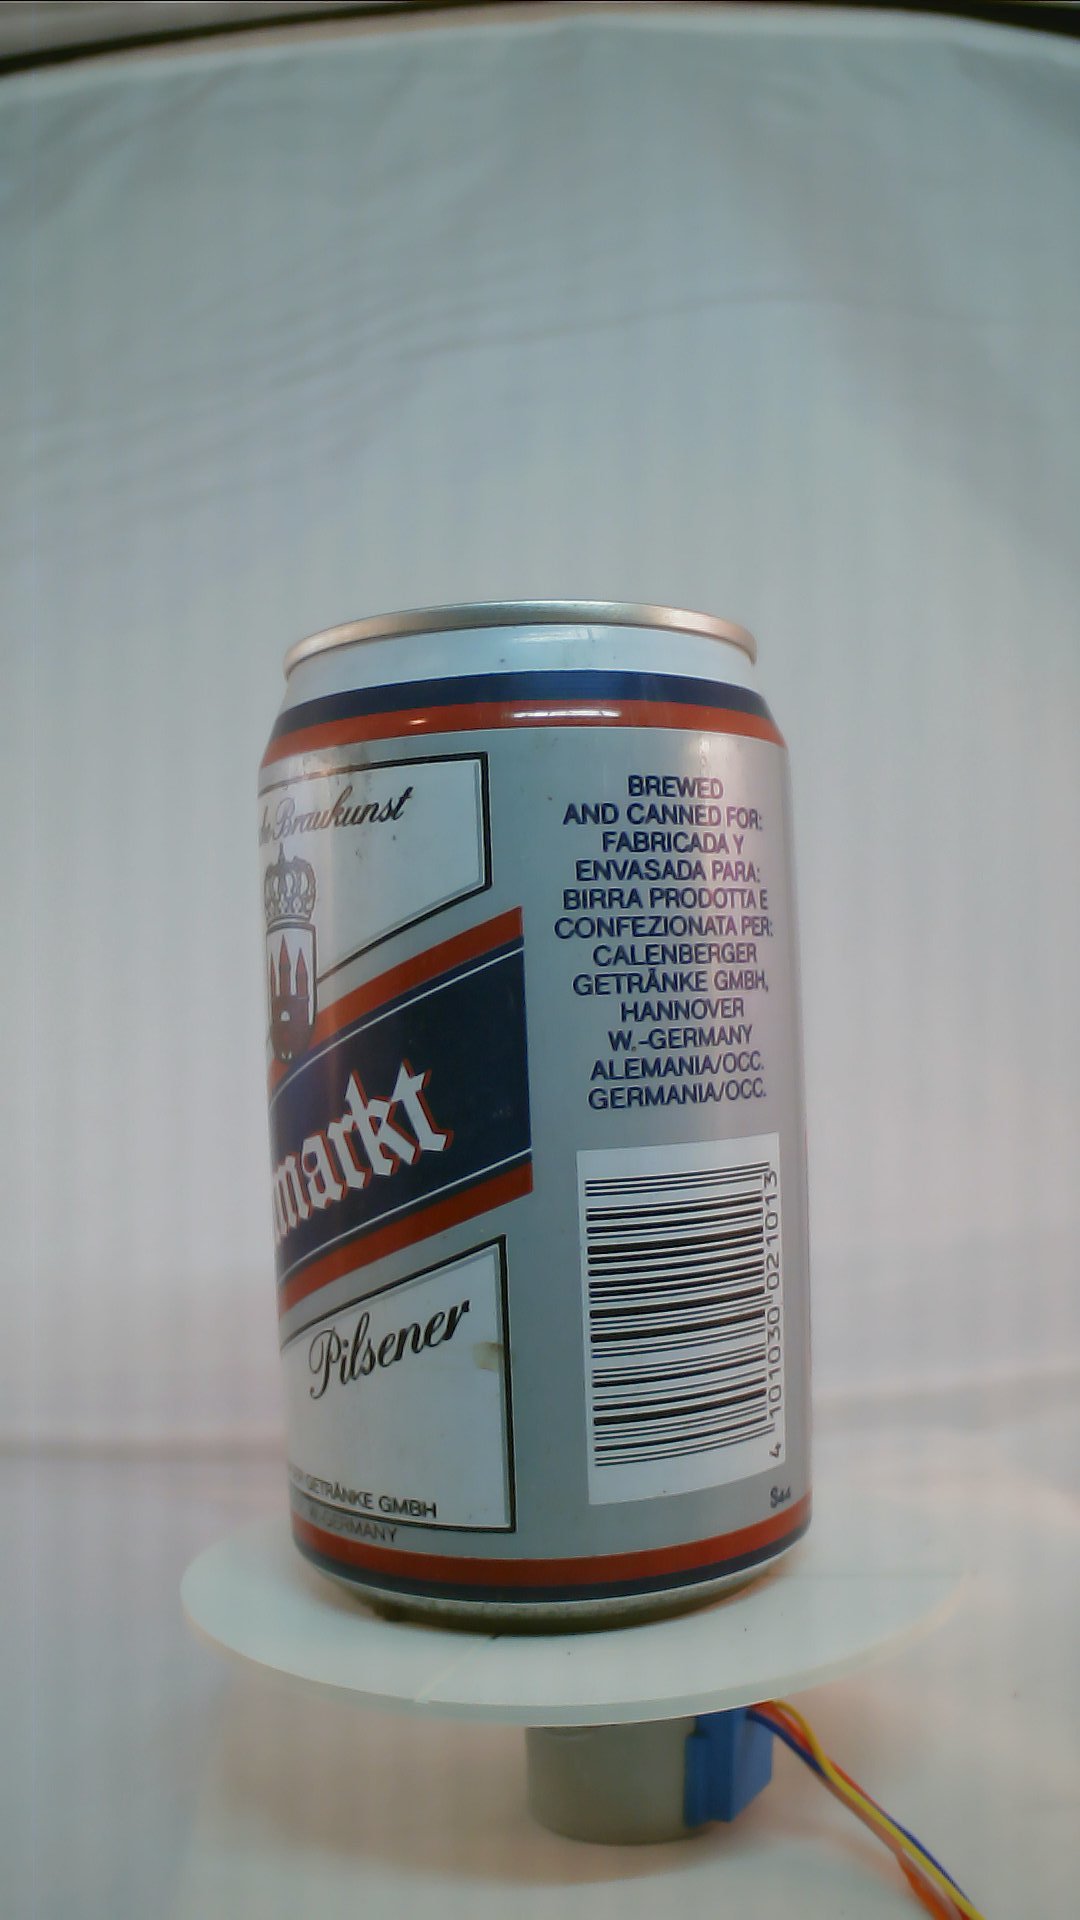 Braukunst
markt
Pilsener
GETRÄNKE GMBH
W.-GERMANY
BREWED
AND CANNED FOR:
FABRICADA Y
ENVASADA PARA:
BIRRA PRODOTTA E
CONFEZIONATA PER:
CALENBERGER
GETRÄNKE GMBH,
HANNOVER
W.-GERMANY
ALEMANIA/OCC.
GERMANIA/OCC.
4 101030 021013